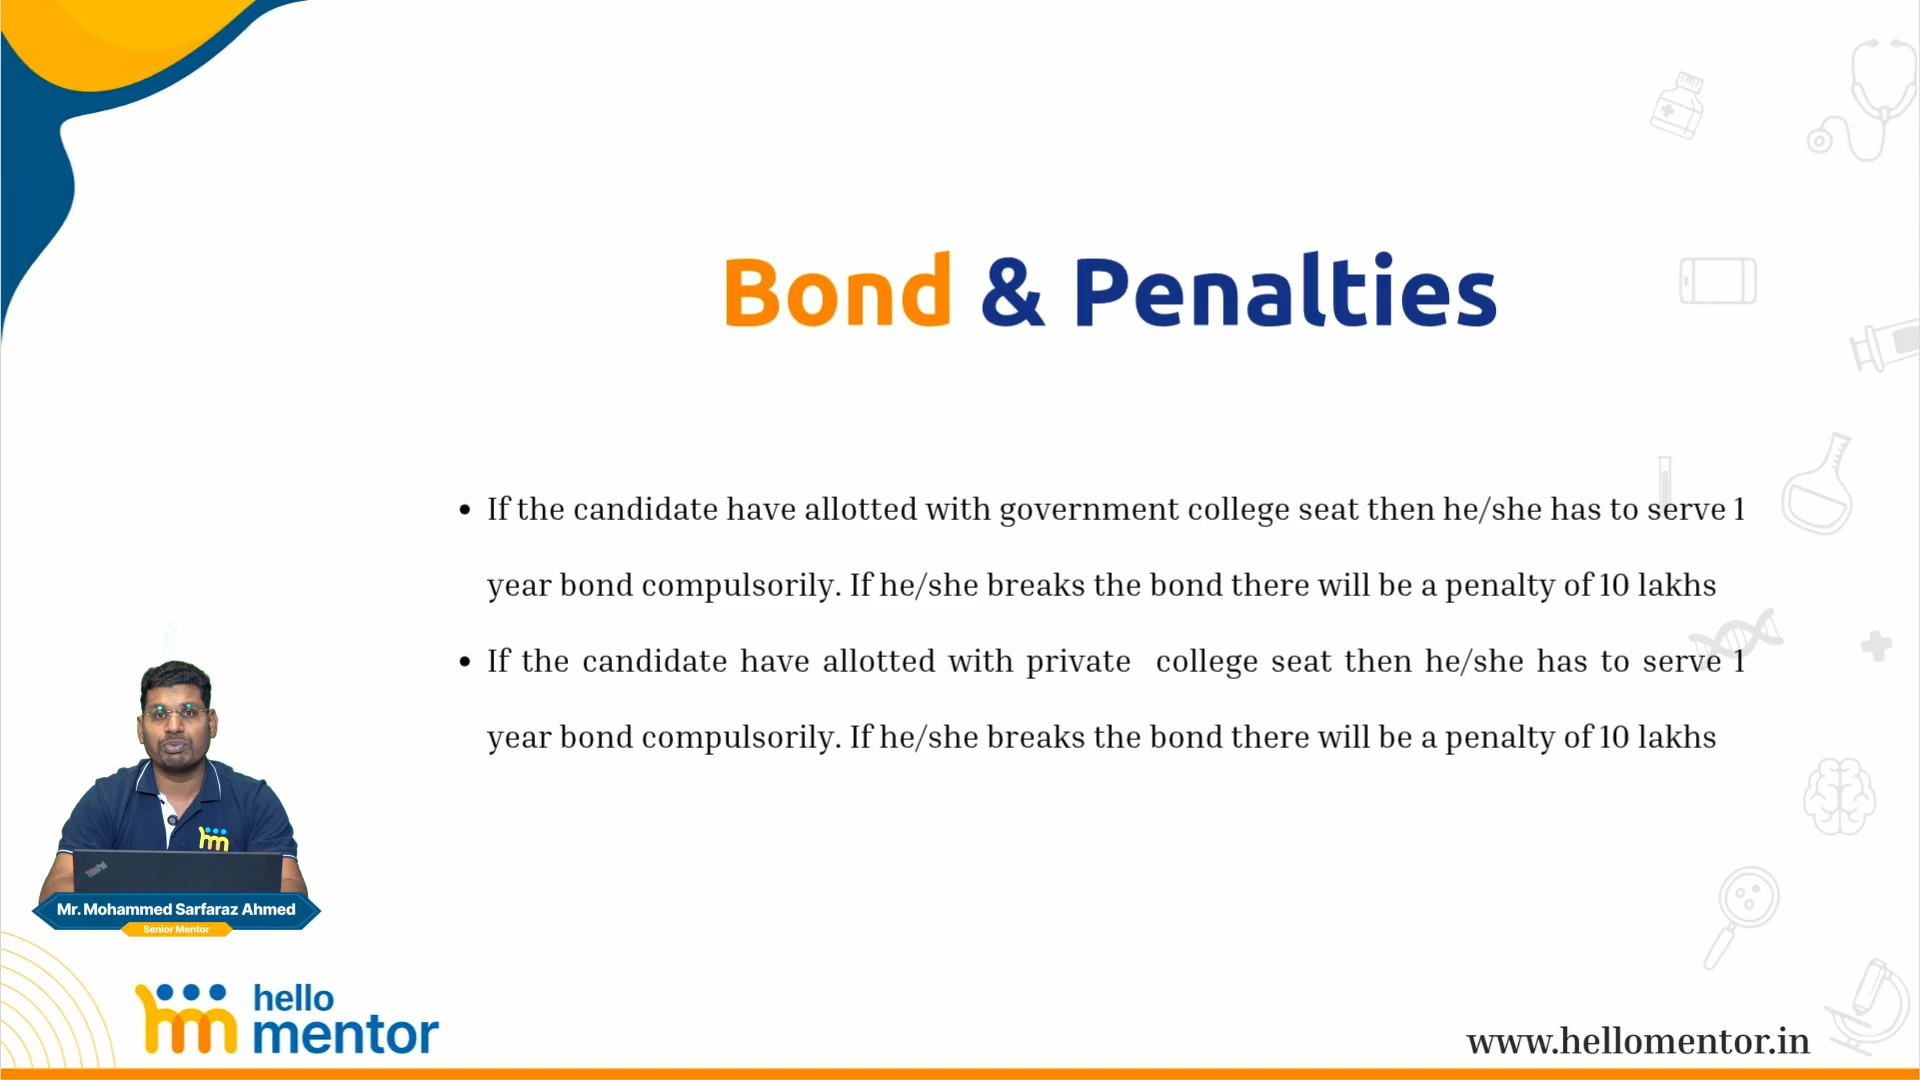 Bond & Penalties
• If the candidate have allotted with government college seat then he/she has to serve 1
year bond compulsorily. If he/she breaks the bond there will be a penalty of 10 lakhs
• If the candidate have allotted with private college seat then he/she has to serve 1
year bond compulsorily. If he/she breaks the bond there will be a penalty of 10 lakhs
hm
ThinkPad
Mr. Mohammed Sarfaraz Ahmed
Senior Mentor
hm hello
mentor
www.hellomentor.in